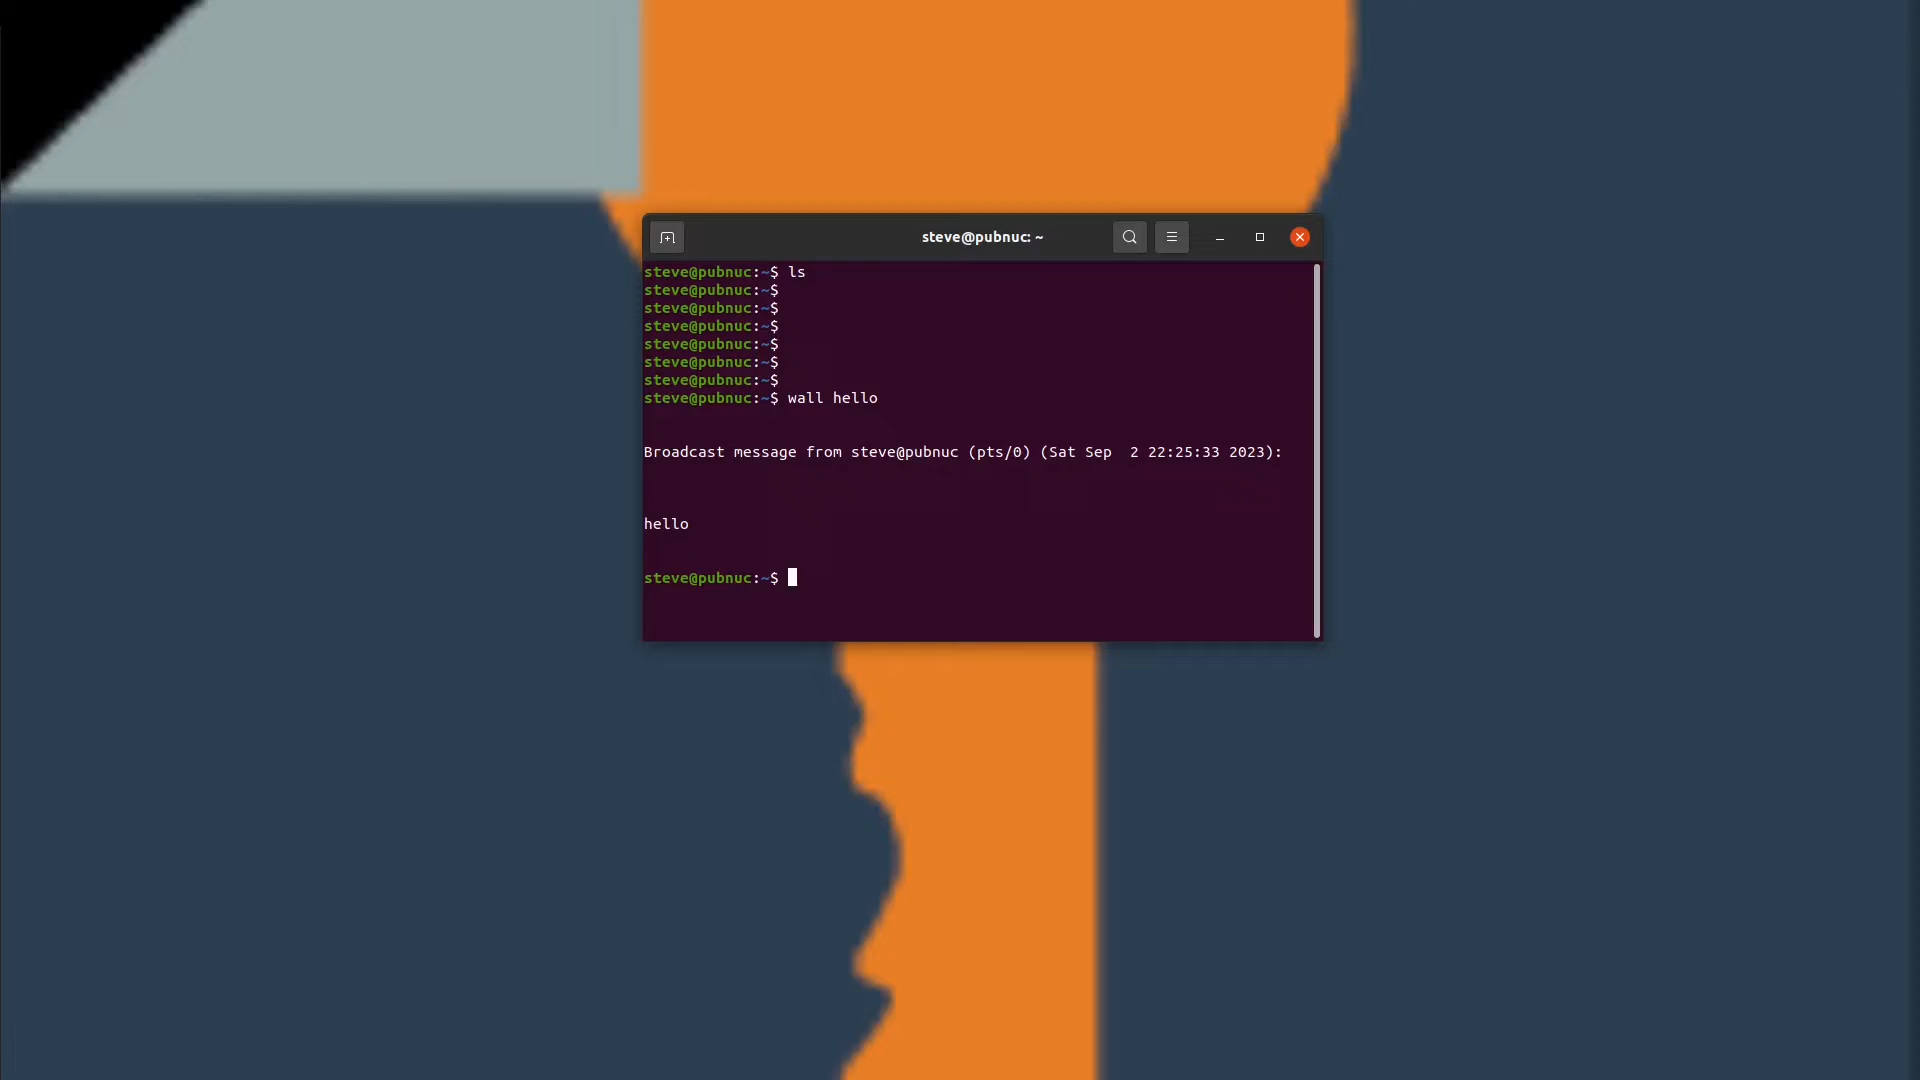 steve@pubnuc: ~
steve@pubnuc:~$ ls
steve@pubnuc:~$
steve@pubnuc:~$
steve@pubnuc:~$
steve@pubnuc:~$
steve@pubnuc:~$
steve@pubnuc:~$
steve@pubnuc:~$ wall hello
Broadcast message from steve@pubnuc (pts/0) (Sat Sep  2 22:25:33 2023):
hello
steve@pubnuc:~$